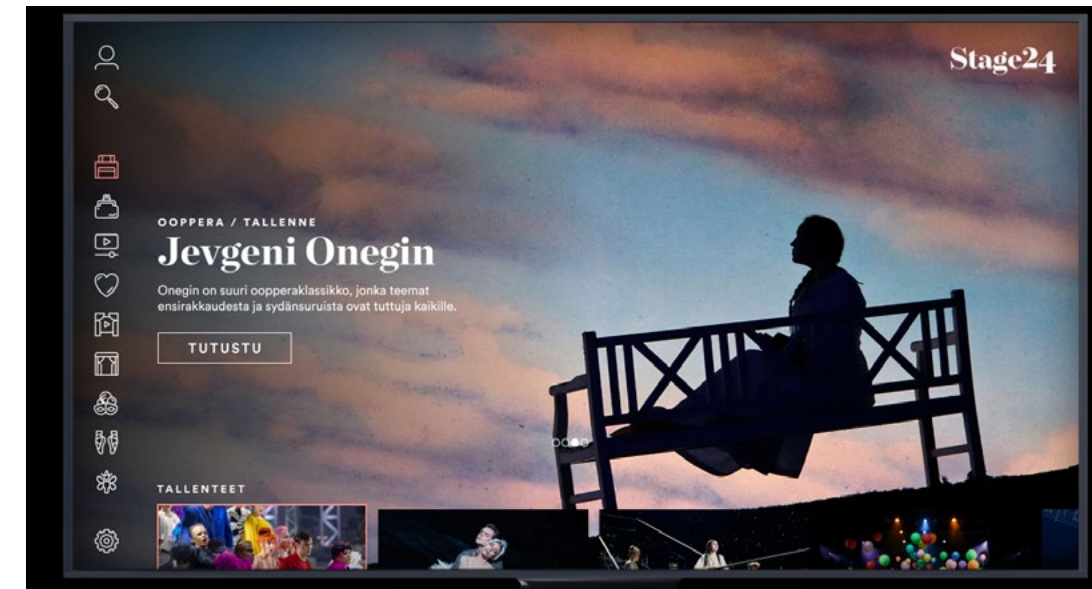 Stage24
OOPPERA / TALLENNE
Jevgeni Onegin
Onegin on suuri oopperaklassikko, jonka teemat
ensirakkaudesta ja sydänsuruista ovat tuttuja kaikille.
TUTUSTU
TALLENTEET